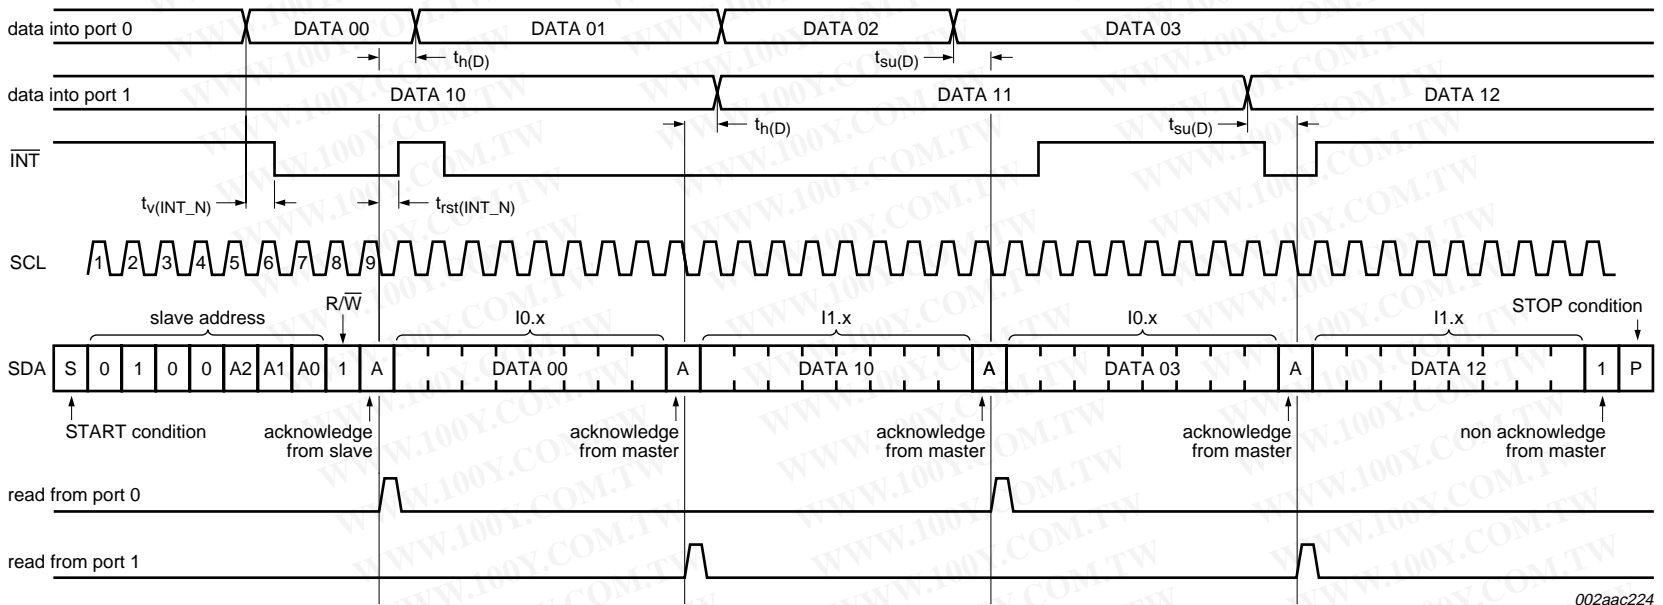 data into port 0 DATA 00 DATA 01 DATA 02 DATA 03
th(D) tsu(D)
data into port 1 DATA 10 DATA 11 DATA 12
th(D) tsu(D)
INT
tv(INT_N) trst(INT_N)
SCL 1 2 3 4 5 6 7 8 9
R/W
slave address I0.x I1.x I0.x I1.x STOP condition
SDA S 0 1 0 0 A2 A1 A0 1 A DATA 00 A DATA 10 A DATA 03 A DATA 12 1 P
START condition acknowledge acknowledge acknowledge acknowledge non acknowledge
from slave from master from master from master from master
read from port 0
read from port 1
002aac224
WWW.100Y.COM.TW